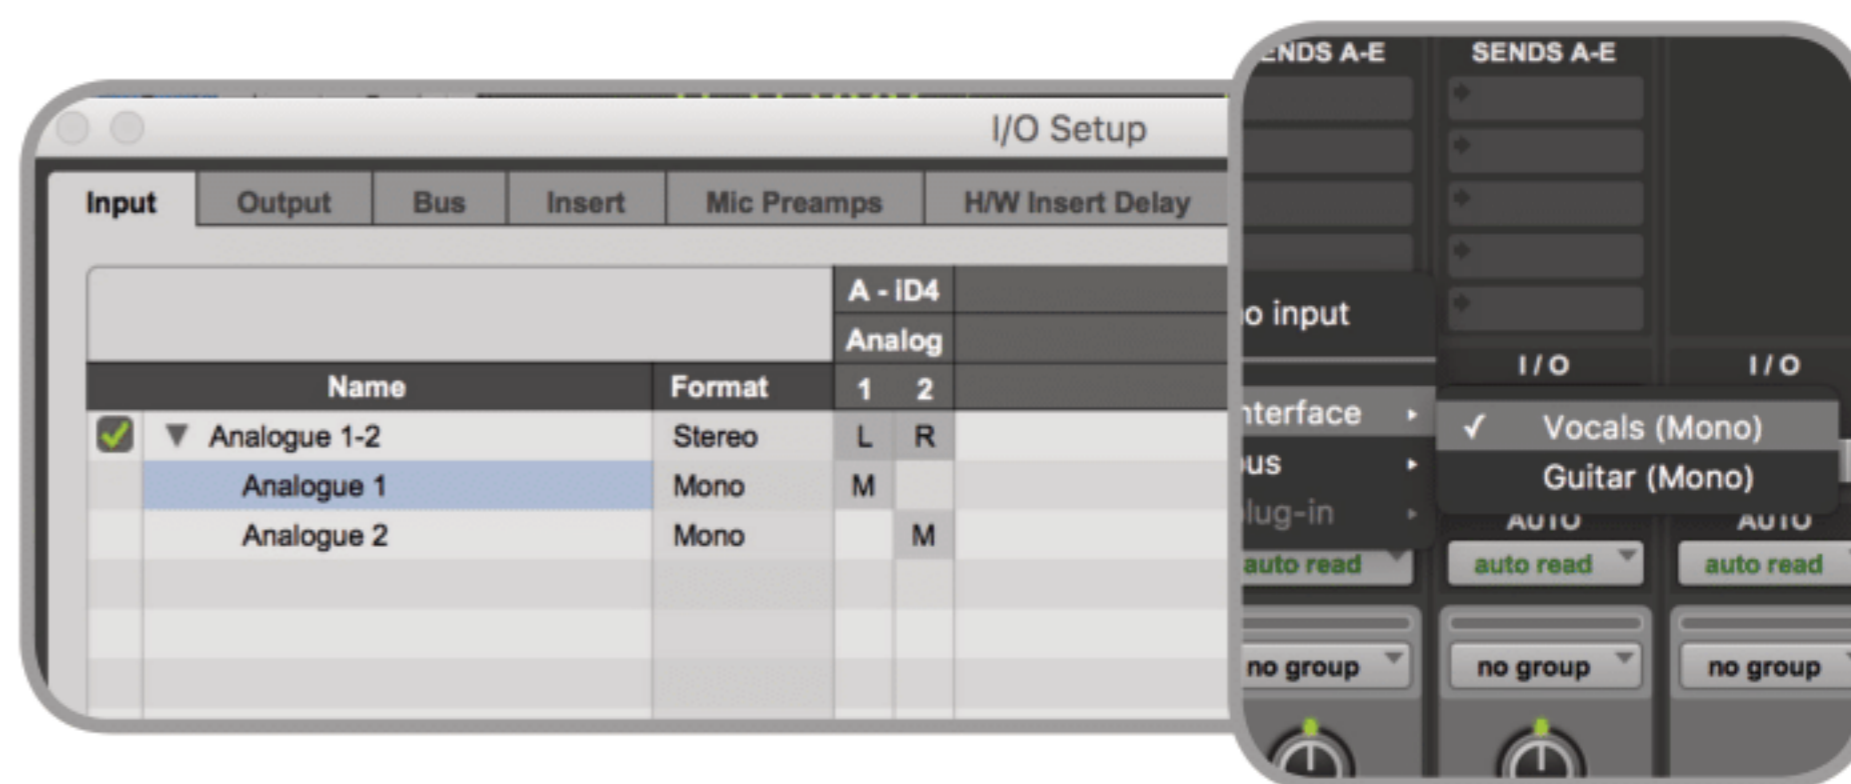 I/O Setup
Input Output Bus Insert Mic Preamps H/W Insert Delay
A - iD4
Analog
Name Format 1 2
Analogue 1-2 Stereo L R
Analogue 1 Mono M
Analogue 2 Mono M
ENDS A-E SENDS A-E
o input
I / O I / O
nterface Vocals (Mono)
us Guitar (Mono)
lug-in
AUTO AUTO
auto read auto read auto read
no group no group no group